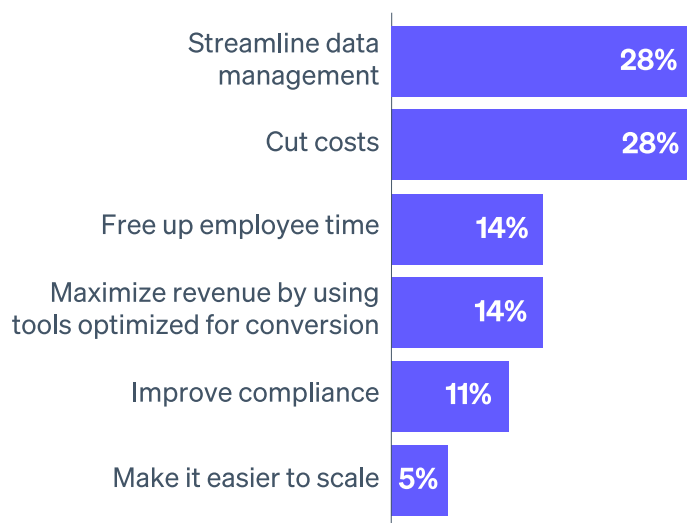 Streamline data
management
28%
Cut costs
28%
Free up employee time
14%
Maximize revenue by using
tools optimized for conversion
14%
Improve compliance
11%
Make it easier to scale
5%